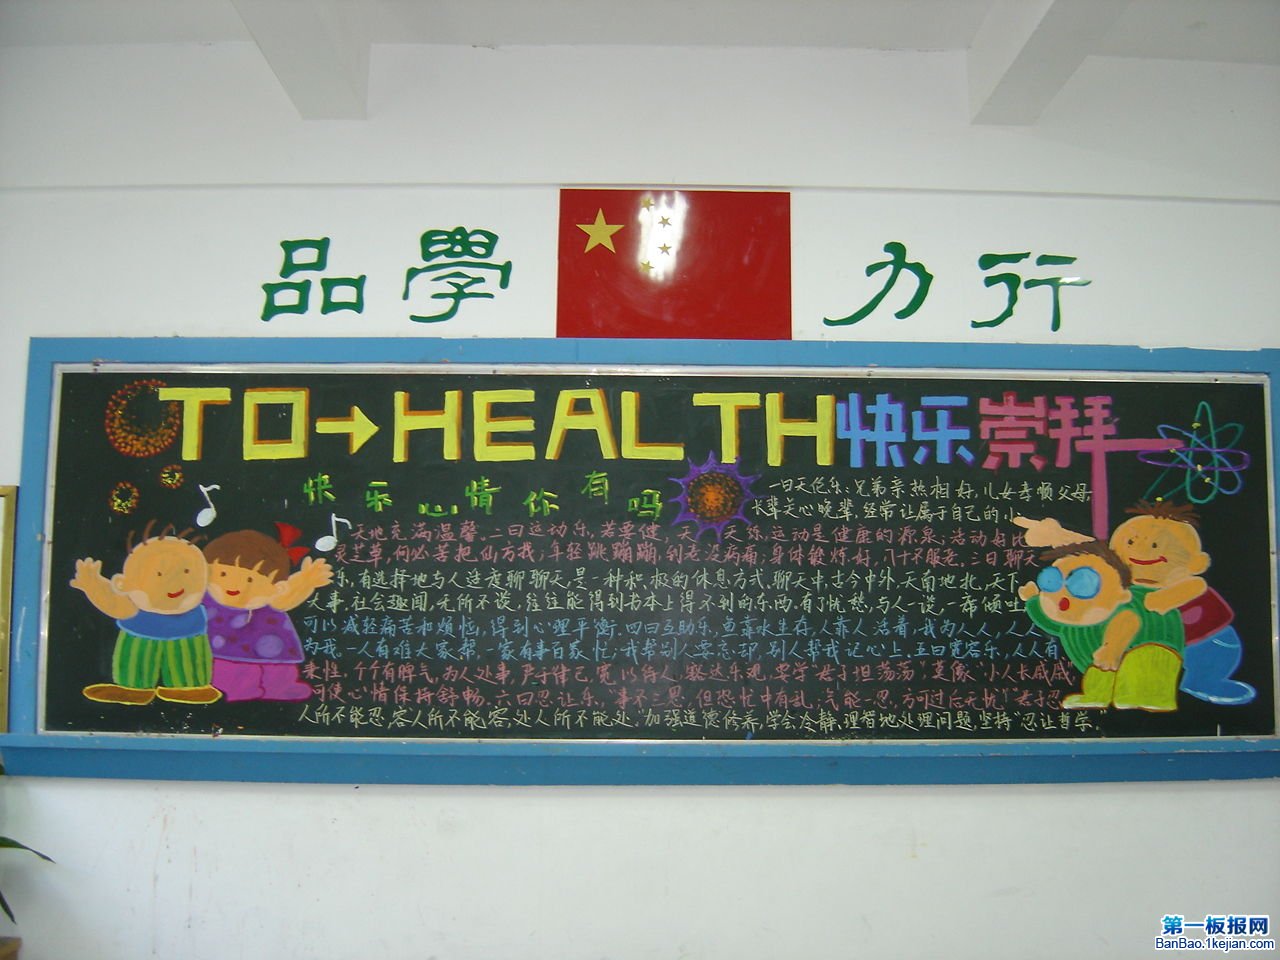 品學 力行
TO→HEALTH快乐崇拜
快乐心情你有吗
一曰天伦乐:兄弟亲热相好,儿女孝顺父母,
长辈关心晚辈,经常让属于自己的小
天地充满温馨。二曰运动乐,若要健,天天练,运动是健康的源泉;活动好比
灵芝草,何必苦把仙方找;年轻跳蹦蹦,到老没病痛;身体锻炼好,八十不服老。三曰聊天
乐,有选择地与人适度聊聊天,是一种积极的休息方式,聊天中,古今中外,天南地北,天下
大事,社会趣闻,无所不谈,往往能得到书本上得不到的东西。有了忧愁,与人谈一席倾吐
可以减轻痛苦和烦恼,得到心理平衡。四曰互助乐,鱼靠水生存,人靠人活着,我为人人,人人
为我。一人有难大家帮,一家有事百家忙;我帮别人要忘却,别人帮我记心上。五曰宽容乐,人人有
个个有脾气,为人处事,严于律己,宽以待人,豁达乐观,要学"君子坦荡荡"莫像"小人长戚戚"
可使心情保持舒畅。六曰忍让乐。"事不三思,但恐忙中有乱;气能一忍,方可过后无忧""君子忍
人所不能忍,容人所不能容,处人所不能处",加强道德修养,学会冷静、理智地处理问题,坚持"忍让哲学。"
第一板报网
BanBao.1kejian.com